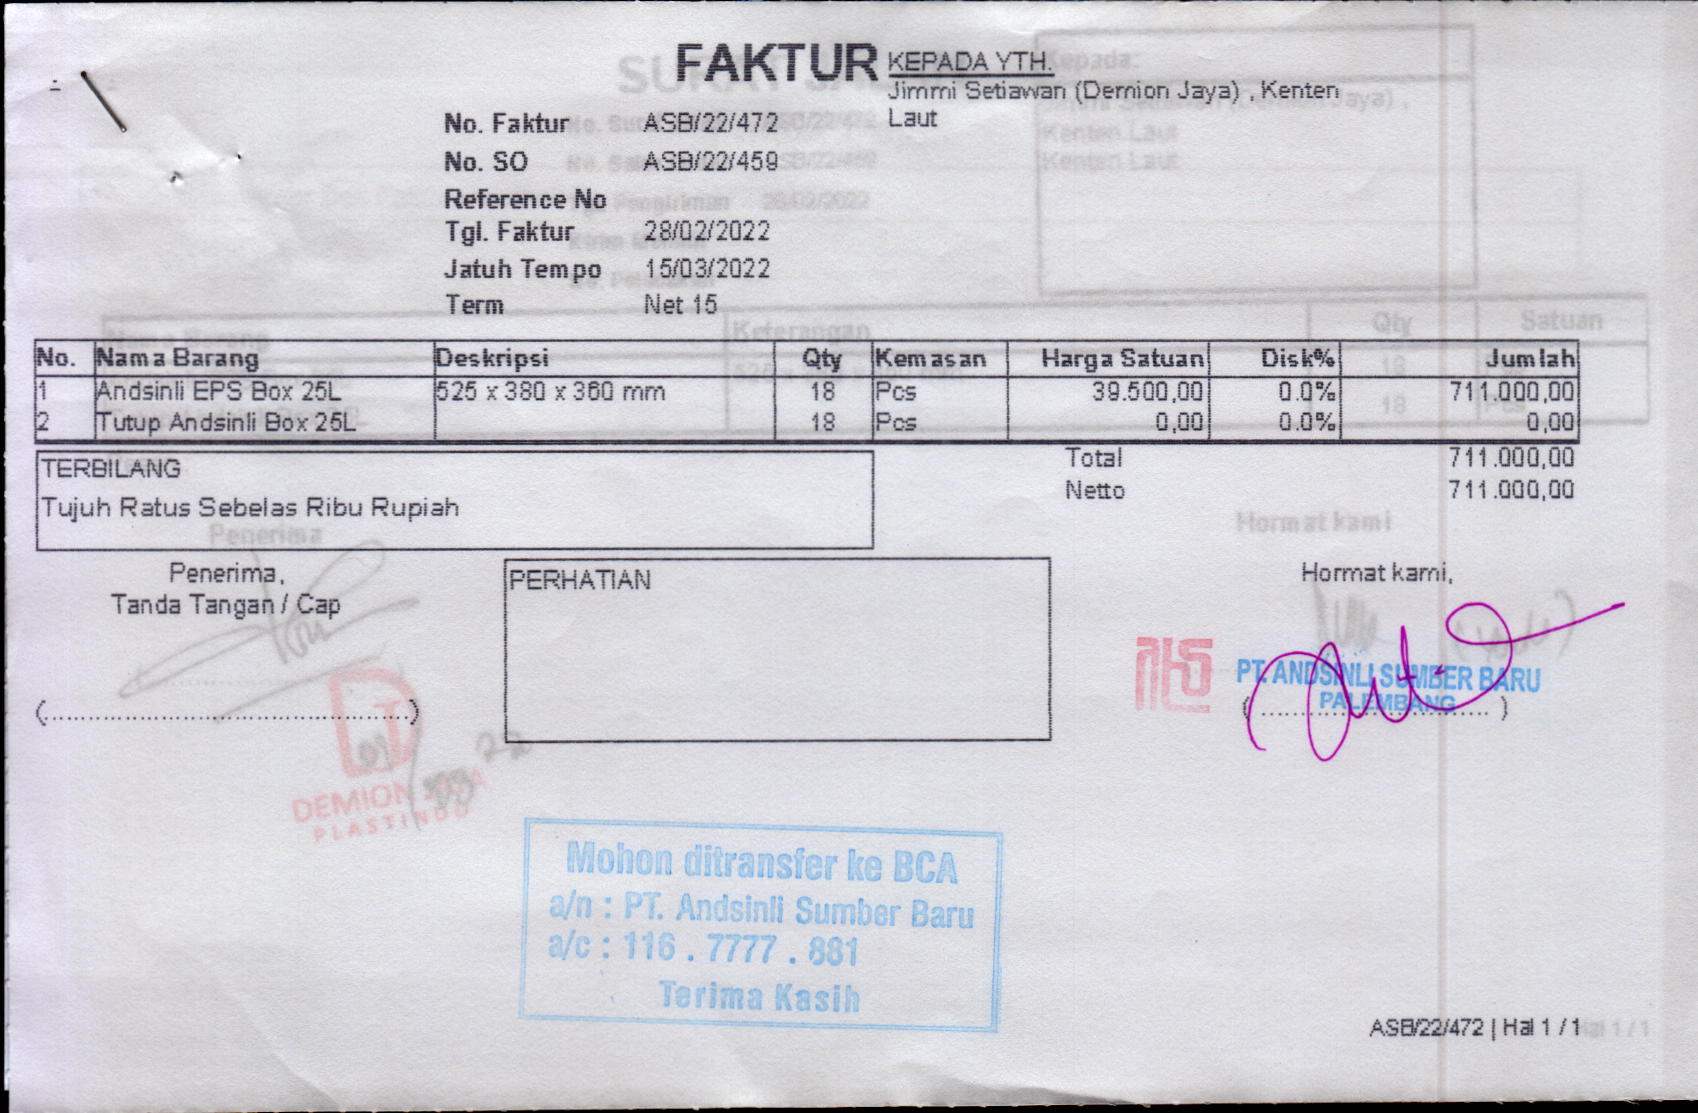 FAKTUR
KEPADA YTH.
Jimmi Setiawan (Demion Jaya) , Kenten
Laut
No. Faktur ASB/22/472
No. SO ASB/22/459
Reference No
Tgl. Faktur 28/02/2022
Jatuh Tempo 15/03/2022
Term Net 15
No. Nama Barang Deskripsi Qty Kemasan Harga Satuan Disk% Jumlah
1 Andsinli EPS Box 25L 525 x 380 x 360 mm 18 Pcs 39.500,00 0.0% 711.000,00
2 Tutup Andsinli Box 25L 18 Pcs 0,00 0.0% 0,00
Total 711.000,00
Netto 711.000,00
TERBILANG
Tujuh Ratus Sebelas Ribu Rupiah
Penerima,
Tanda Tangan / Cap
PERHATIAN
Hormat kami,
PT. ANDSINLI SUMBER BARU
PALEMBANG
DEMION JAYA
PLASTINDO
Mohon ditransfer ke BCA
a/n : PT. Andsinli Sumber Baru
a/c : 116 . 7777 . 881
Terima Kasih
ASB/22/472 | Hal 1 / 1